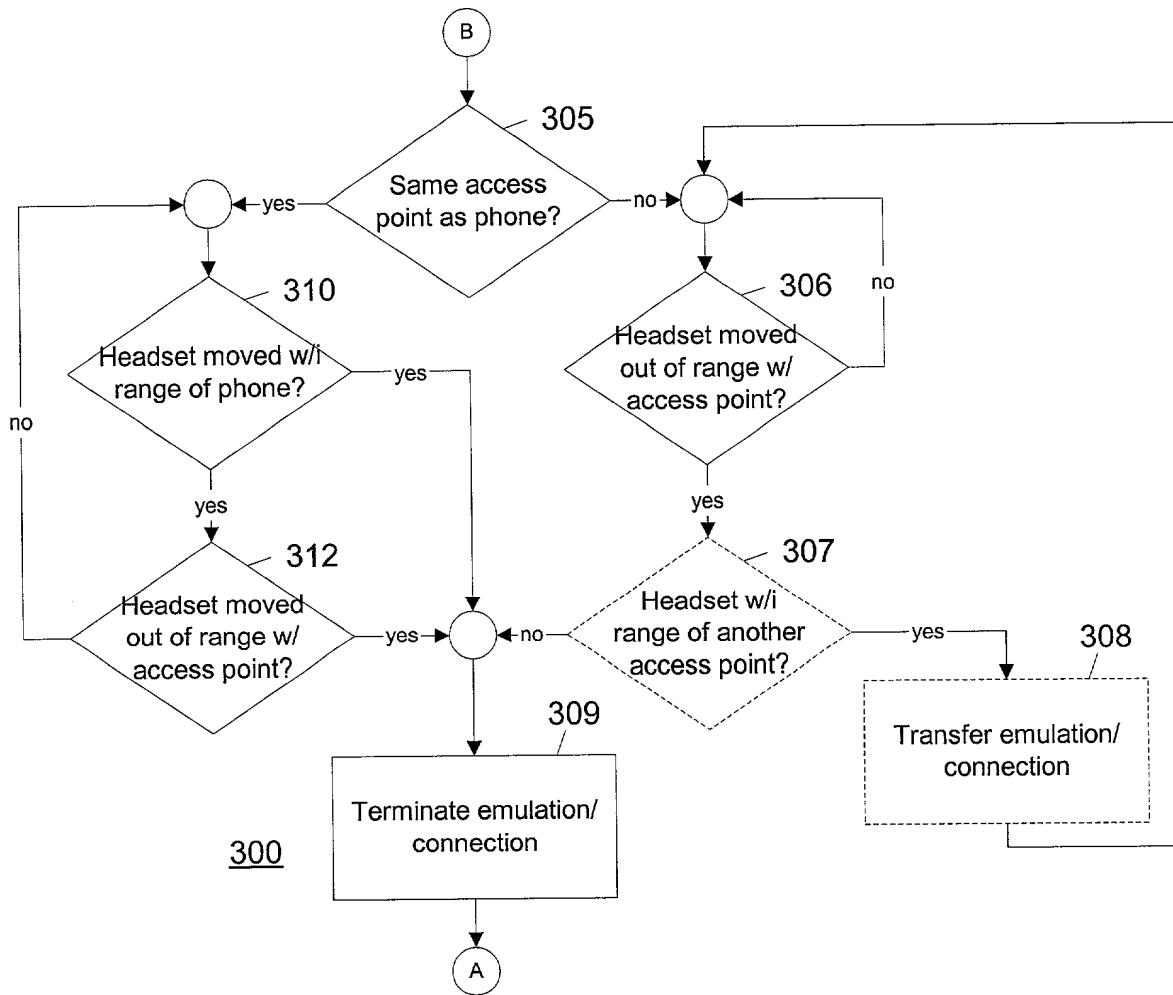 B
305
Same access
point as phone?
yes
no
310
Headset moved w/i
range of phone?
yes
yes
no
306
Headset moved
out of range w/
access point?
no
yes
312
Headset moved
out of range w/
access point?
yes
307
Headset w/i
range of another
access point?
no
yes
308
Transfer emulation/
connection
309
Terminate emulation/
connection
300
A